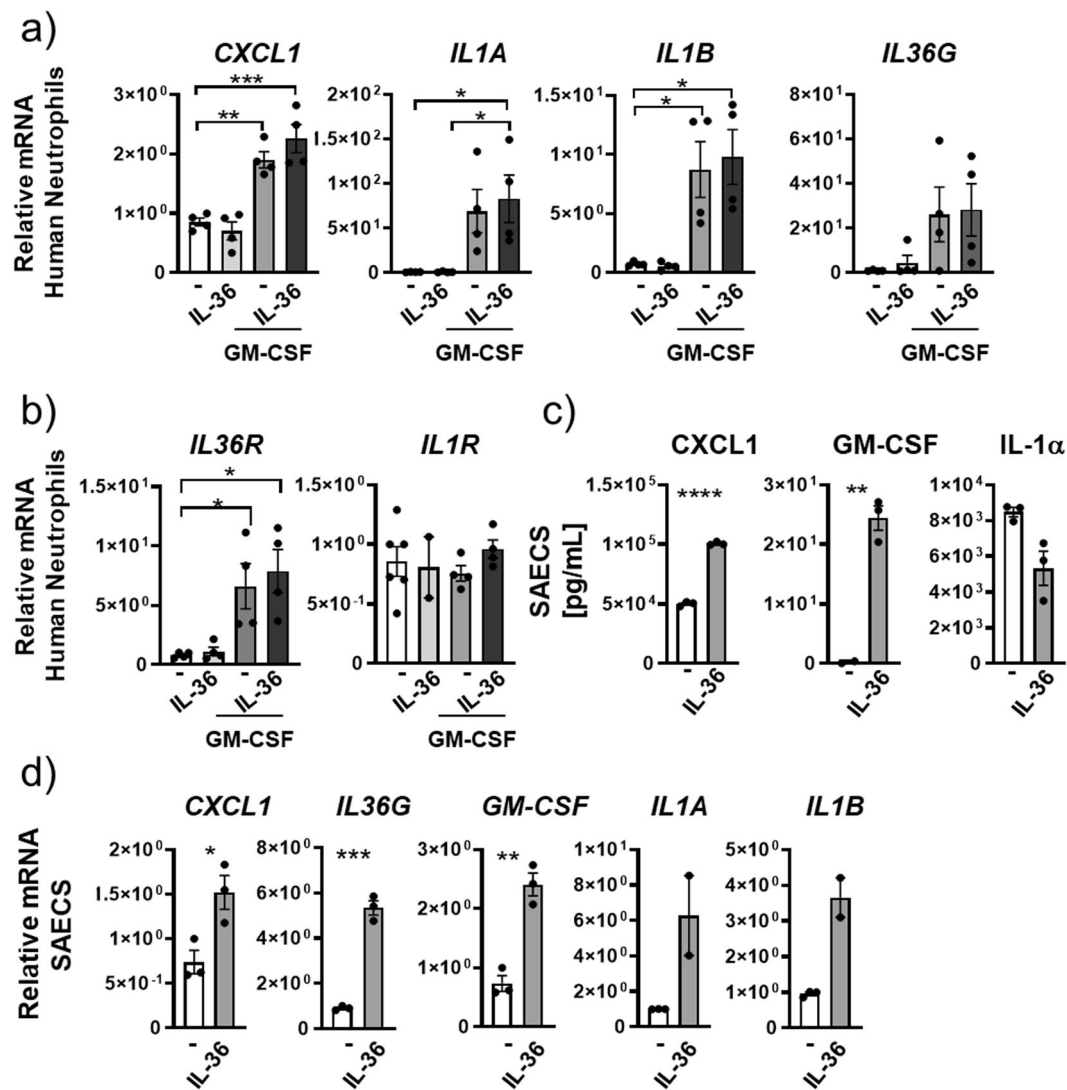 a)
CXCL1 IL1A IL1B IL36G
Relative mRNA
Human Neutrophils
3×10⁰ 2×10⁰ 1×10⁰ 0
*** **
- IL-36 - IL-36
GM-CSF
2×10² 1×10² 1×10² 5×10¹ 0
* *
- IL-36 - IL-36
GM-CSF
1.5×10¹ 1×10¹ 5×10⁰ 0
* *
- IL-36 - IL-36
GM-CSF
8×10¹ 6×10¹ 4×10¹ 2×10¹ 0
- IL-36 - IL-36
GM-CSF
b)
IL36R IL1R
Relative mRNA
Human Neutrophils
1.5×10¹ 1×10¹ 5×10⁰ 0
* *
- IL-36 - IL-36
GM-CSF
1.5×10⁰ 1×10⁰ 5×10⁻¹ 0
- IL-36 - IL-36
GM-CSF
c)
CXCL1 GM-CSF IL-1α
SAECS
[pg/mL]
1.5×10⁵ 1×10⁵ 5×10⁴ 0
****
- IL-36
3×10¹ 2×10¹ 1×10¹ 0
**
- IL-36
1×10⁴ 8×10³ 6×10³ 4×10³ 2×10³ 0
- IL-36
d)
CXCL1 IL36G GM-CSF IL1A IL1B
Relative mRNA
SAECS
2×10⁰ 1.5×10⁰ 1×10⁰ 5×10⁻¹ 0
*
- IL-36
8×10⁰ 6×10⁰ 4×10⁰ 2×10⁰ 0
***
- IL-36
3×10⁰ 2×10⁰ 1×10⁰ 0
**
- IL-36
1×10¹ 8×10⁰ 6×10⁰ 4×10⁰ 2×10⁰ 0
- IL-36
5×10⁰ 4×10⁰ 3×10⁰ 2×10⁰ 1×10⁰ 0
- IL-36